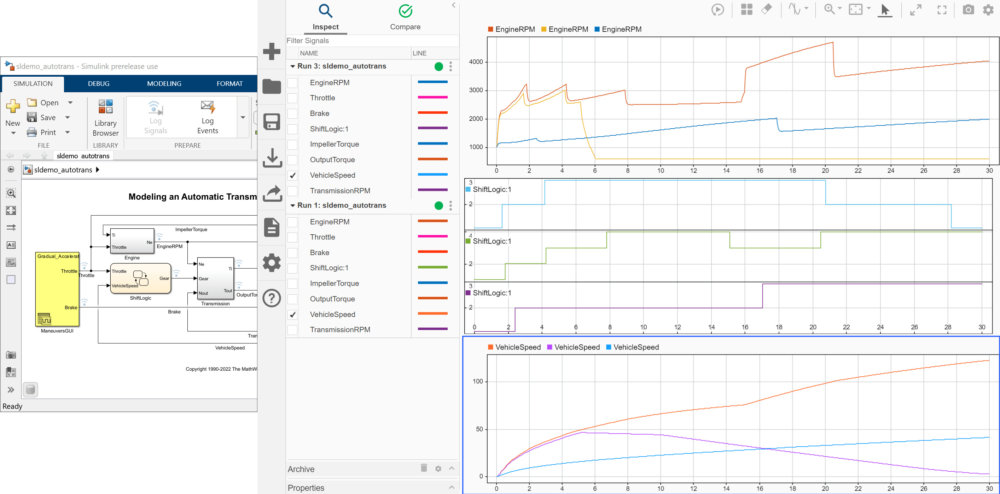 sldemo_autotrans - Simulink prerelease use
SIMULATION DEBUG MODELING FORMAT
New
Open
Save
Print
FILE
Library
Browser
LIBRARY
Log
Signals
Log
Events
PREPARE
sldemo autotrans
sldemo_autotrans
Modeling an Automatic Transm
ImpellerTorque
Ti
Throttle
Ne
EngineRPM
Engine
Gradual_Accelerat
Throttle
Throttle
Brake
ManeuversGUI
Throttle
VehicleSpeed
Gear
ShiftLogic
Ne
Gear
Nout
Ti
Tout
OutputTor
Transmission
Brake
Tran
VehicleSpeed
Copyright 1990-2022 The MathW
Ready
Inspect
Compare
Filter Signals
NAME LINE
Run 3: sldemo_autotrans
EngineRPM
Throttle
Brake
ShiftLogic:1
ImpellerTorque
OutputTorque
VehicleSpeed
TransmissionRPM
Run 1: sldemo_autotrans
EngineRPM
Throttle
Brake
ShiftLogic:1
ImpellerTorque
OutputTorque
VehicleSpeed
TransmissionRPM
Archive
Properties
EngineRPM EngineRPM EngineRPM
4000
3000
2000
1000
0 2 4 6 8 10 12 14 16 18 20 22 24 26 28 30
3
ShiftLogic:1
2
4
ShiftLogic:1
2
3
ShiftLogic:1
2
0 2 4 6 8 10 12 14 16 18 20 22 24 26 28 30
VehicleSpeed VehicleSpeed VehicleSpeed
100
50
0
0 2 4 6 8 10 12 14 16 18 20 22 24 26 28 30